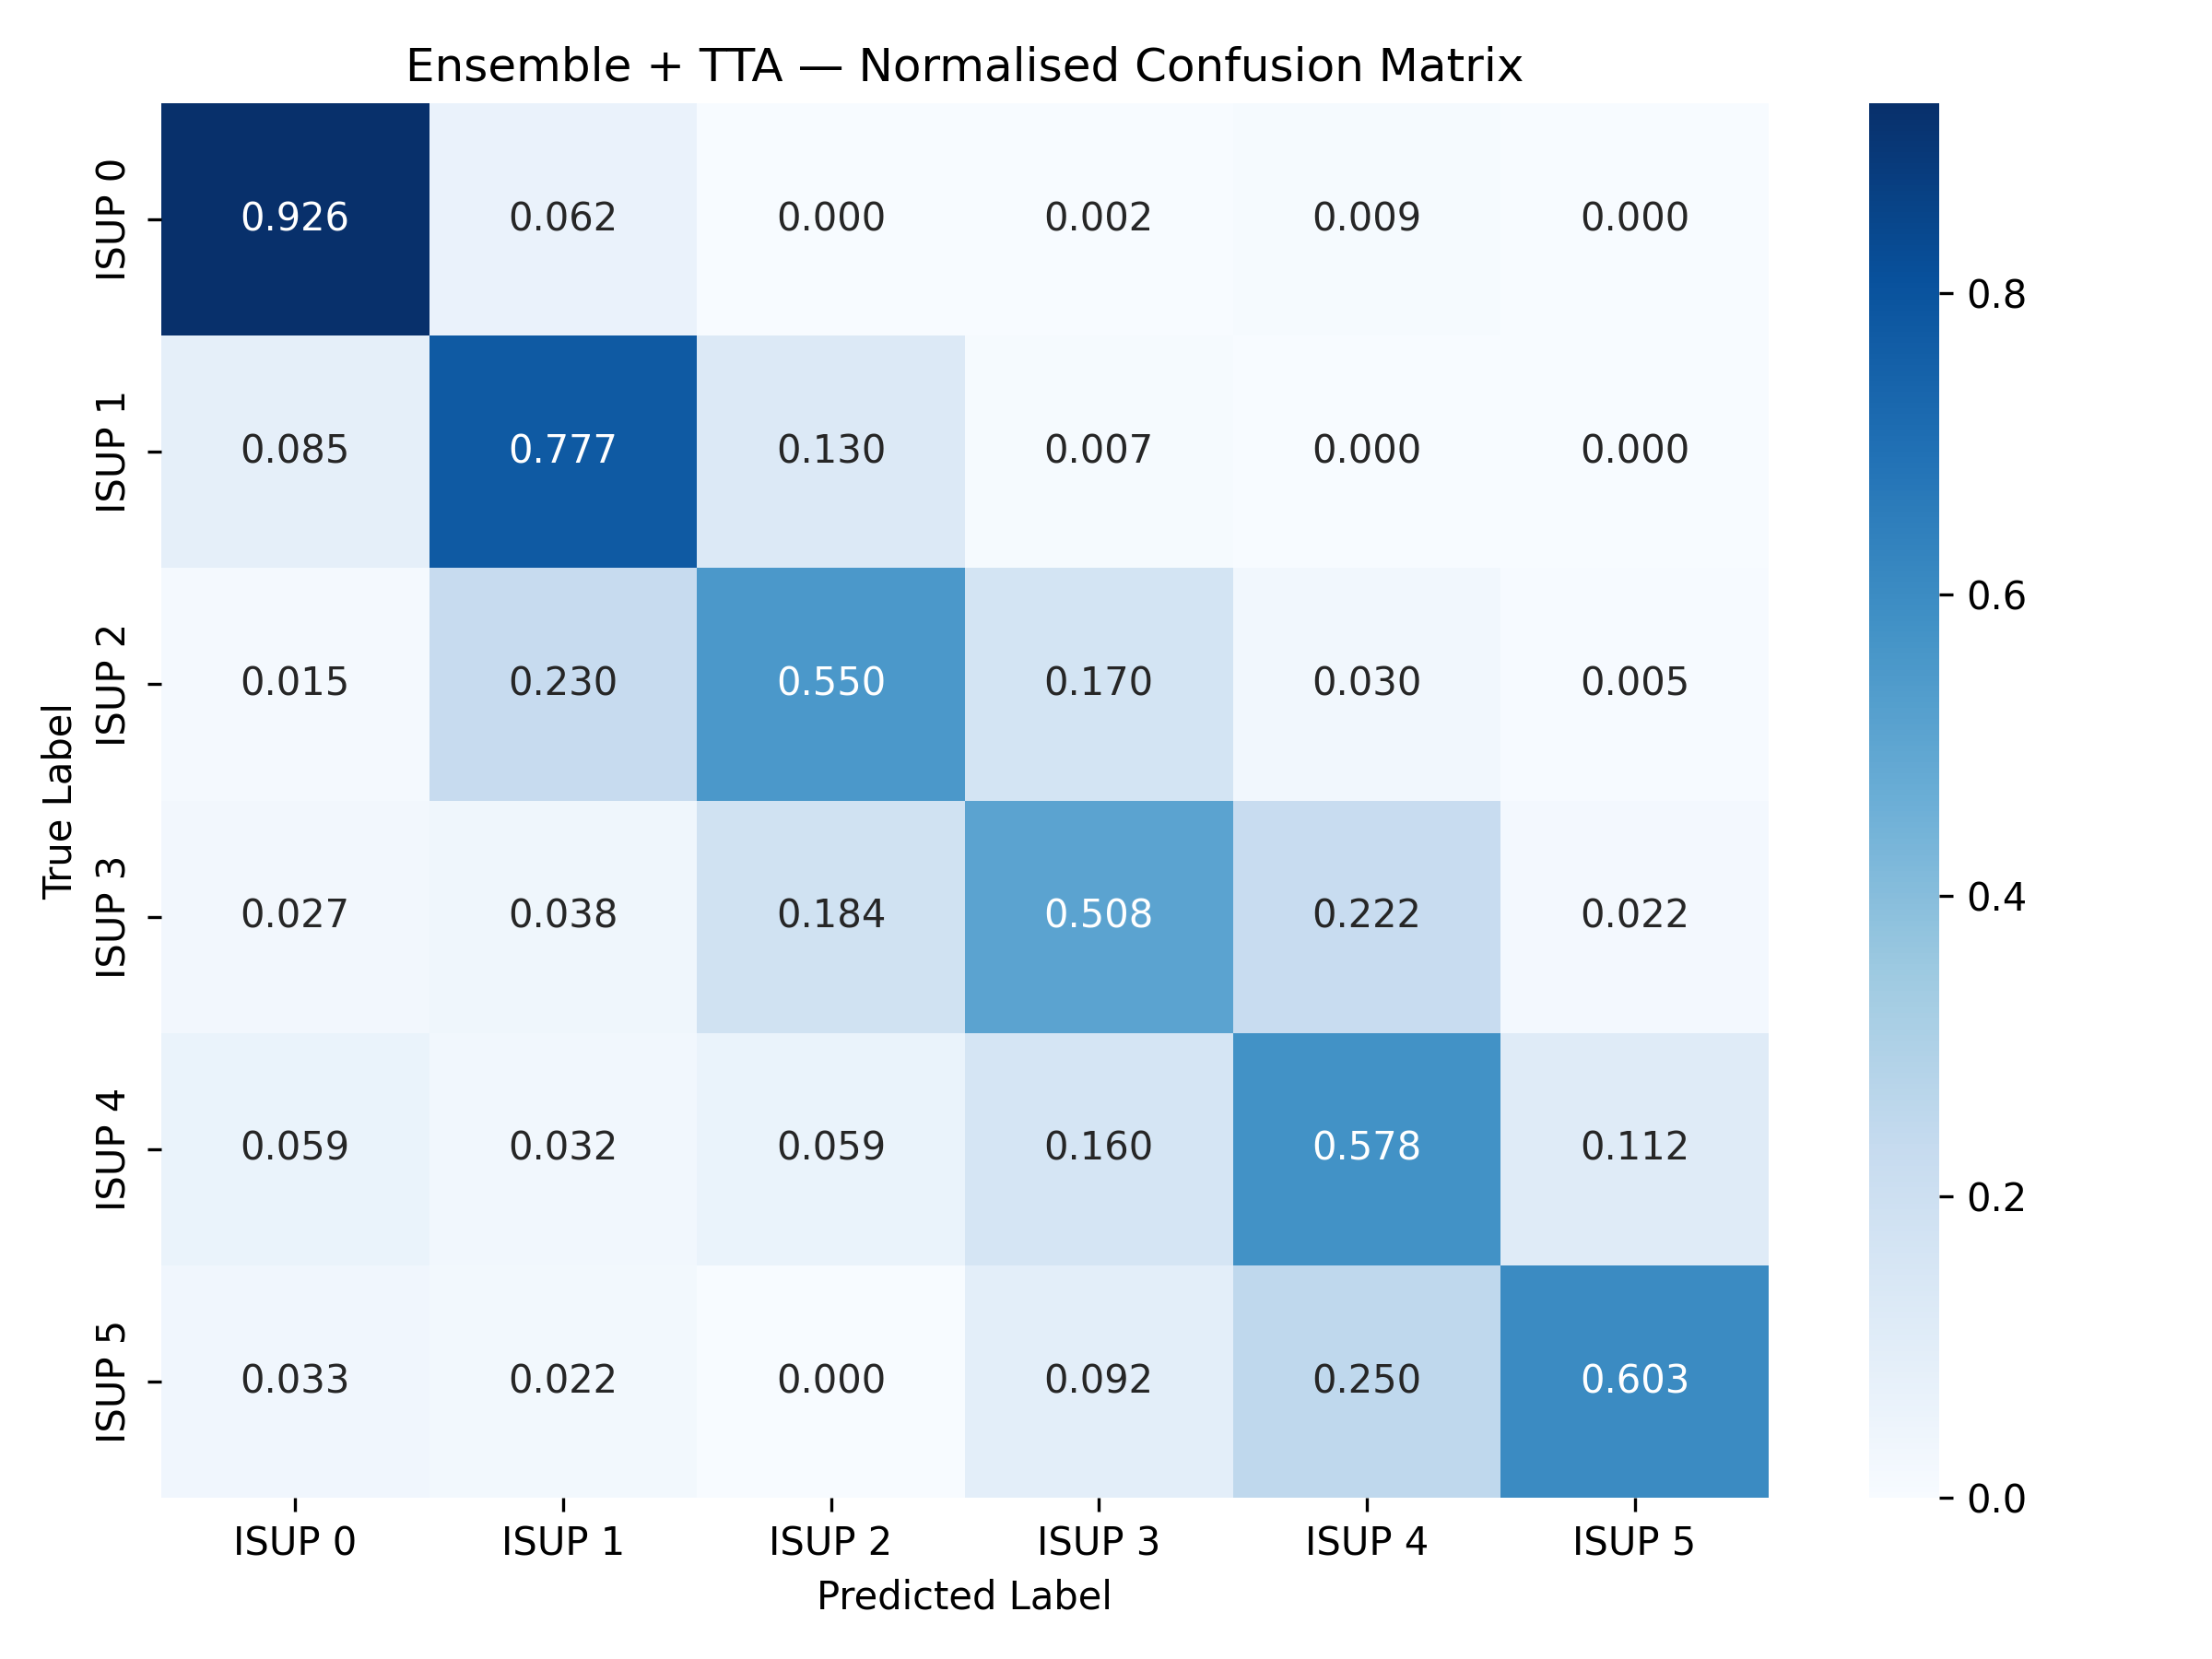 Ensemble + TTA — Normalised Confusion Matrix
ISUP 0 0.926 0.062 0.000 0.002 0.009 0.000
ISUP 1 0.085 0.777 0.130 0.007 0.000 0.000
ISUP 2 0.015 0.230 0.550 0.170 0.030 0.005
ISUP 3 0.027 0.038 0.184 0.508 0.222 0.022
ISUP 4 0.059 0.032 0.059 0.160 0.578 0.112
ISUP 5 0.033 0.022 0.000 0.092 0.250 0.603
True Label
ISUP 0 ISUP 1 ISUP 2 ISUP 3 ISUP 4 ISUP 5
Predicted Label
0.8
0.6
0.4
0.2
0.0